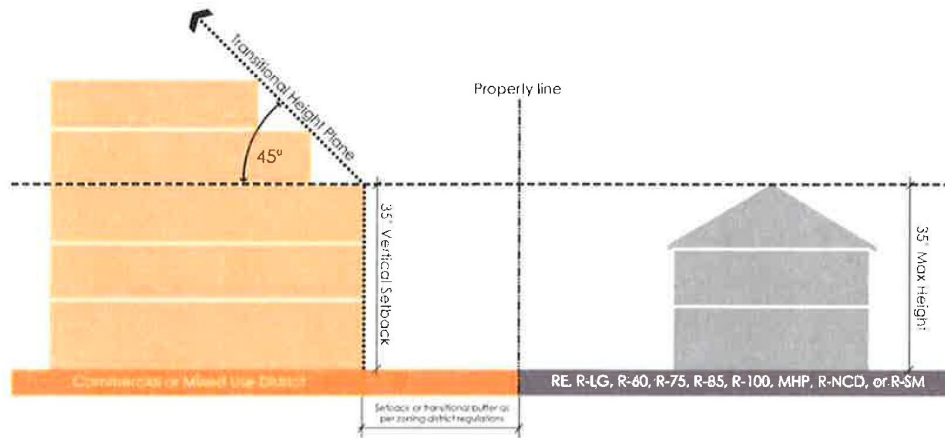 Transitional Height Plane
Properly line
45°
35" Vertical Setback
35" Max Height
Commercial or Mixed Use District
RE, R-LG, R-60, R-75, R-85, R-100, MHP, R-NCD, or R-SM
Setback or transitional buffer as
per zoning district regulations